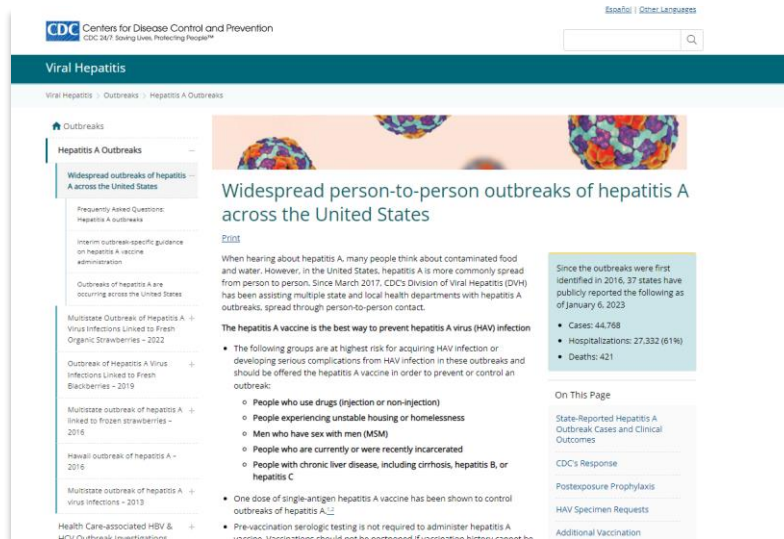 Español | Other Languages
CDC Centers for Disease Control and Prevention
CDC 24/7: Saving Lives, Protecting People™
Viral Hepatitis
Viral Hepatitis > Outbreaks > Hepatitis A Outbreaks
Outbreaks
Hepatitis A Outbreaks
Widespread outbreaks of hepatitis
A across the United States
Frequently Asked Questions:
Hepatitis A outbreaks
Interim outbreak-specific guidance
on hepatitis A vaccine
administration
Outbreaks of hepatitis A are
occurring across the United States
Multistate Outbreak of Hepatitis A
Virus Infections Linked to Fresh
Organic Strawberries – 2022
Outbreak of Hepatitis A Virus
Infections Linked to Fresh
Blackberries – 2019
Multistate outbreak of hepatitis A
linked to frozen strawberries –
2016
Hawaii outbreak of hepatitis A –
2016
Multistate outbreak of hepatitis A
virus infections – 2013
Health Care-associated HBV &
HCV Outbreak Investigations
Widespread person-to-person outbreaks of hepatitis A
across the United States
Print
When hearing about hepatitis A, many people think about contaminated food
and water. However, in the United States, hepatitis A is more commonly spread
from person to person. Since March 2017, CDC's Division of Viral Hepatitis (DVH)
has been assisting multiple state and local health departments with hepatitis A
outbreaks, spread through person-to-person contact.
The hepatitis A vaccine is the best way to prevent hepatitis A virus (HAV) infection
• The following groups are at highest risk for acquiring HAV infection or
developing serious complications from HAV infection in these outbreaks and
should be offered the hepatitis A vaccine in order to prevent or control an
outbreak:
People who use drugs (injection or non-injection)
People experiencing unstable housing or homelessness
Men who have sex with men (MSM)
People who are currently or were recently incarcerated
People with chronic liver disease, including cirrhosis, hepatitis B, or
hepatitis C
• One dose of single-antigen hepatitis A vaccine has been shown to control
outbreaks of hepatitis A.1,2
• Pre-vaccination serologic testing is not required to administer hepatitis A
vaccine. Vaccinations should not be postponed if vaccination history cannot be
Since the outbreaks were first
identified in 2016, 37 states have
publicly reported the following as
of January 6, 2023
• Cases: 44,768
• Hospitalizations: 27,332 (61%)
• Deaths: 421
On This Page
State-Reported Hepatitis A
Outbreak Cases and Clinical
Outcomes
CDC's Response
Postexposure Prophylaxis
HAV Specimen Requests
Additional Vaccination